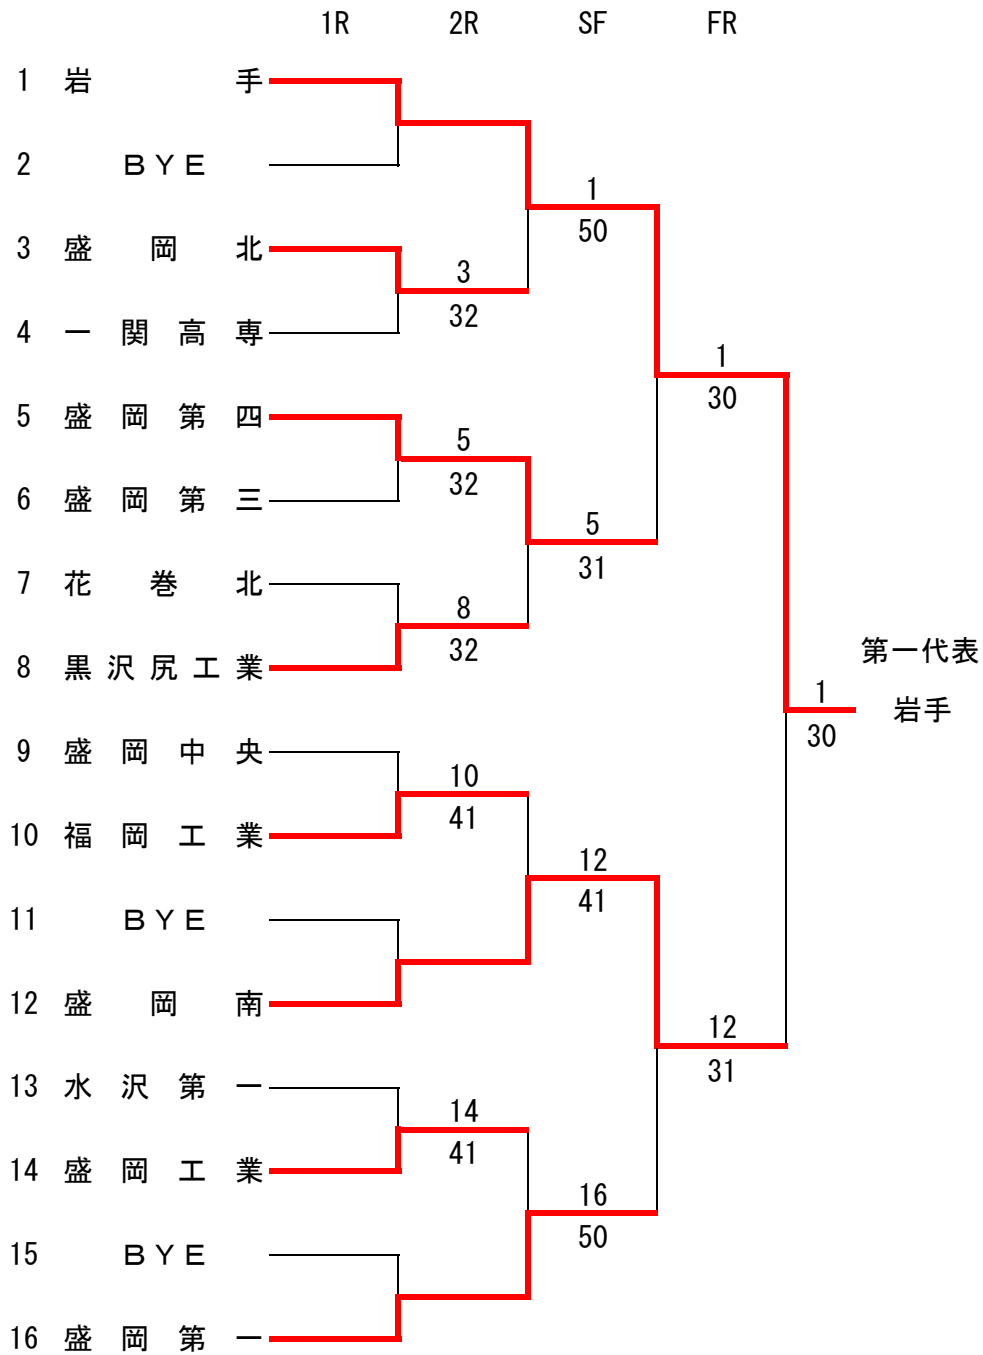 1R 2R SF FR
1 岩手
2 ＢＹＥ
1
50
3 盛岡北
3
32
4 一関高専
1
30
5 盛岡第四
5
32
6 盛岡第三
5
31
7 花巻北
8
32
8 黒沢尻工業
第一代表
1
30
岩手
9 盛岡中央
10
41
10 福岡工業
12
41
11 ＢＹＥ
12 盛岡南
12
31
13 水沢第一
14
41
14 盛岡工業
16
50
15 ＢＹＥ
16 盛岡第一